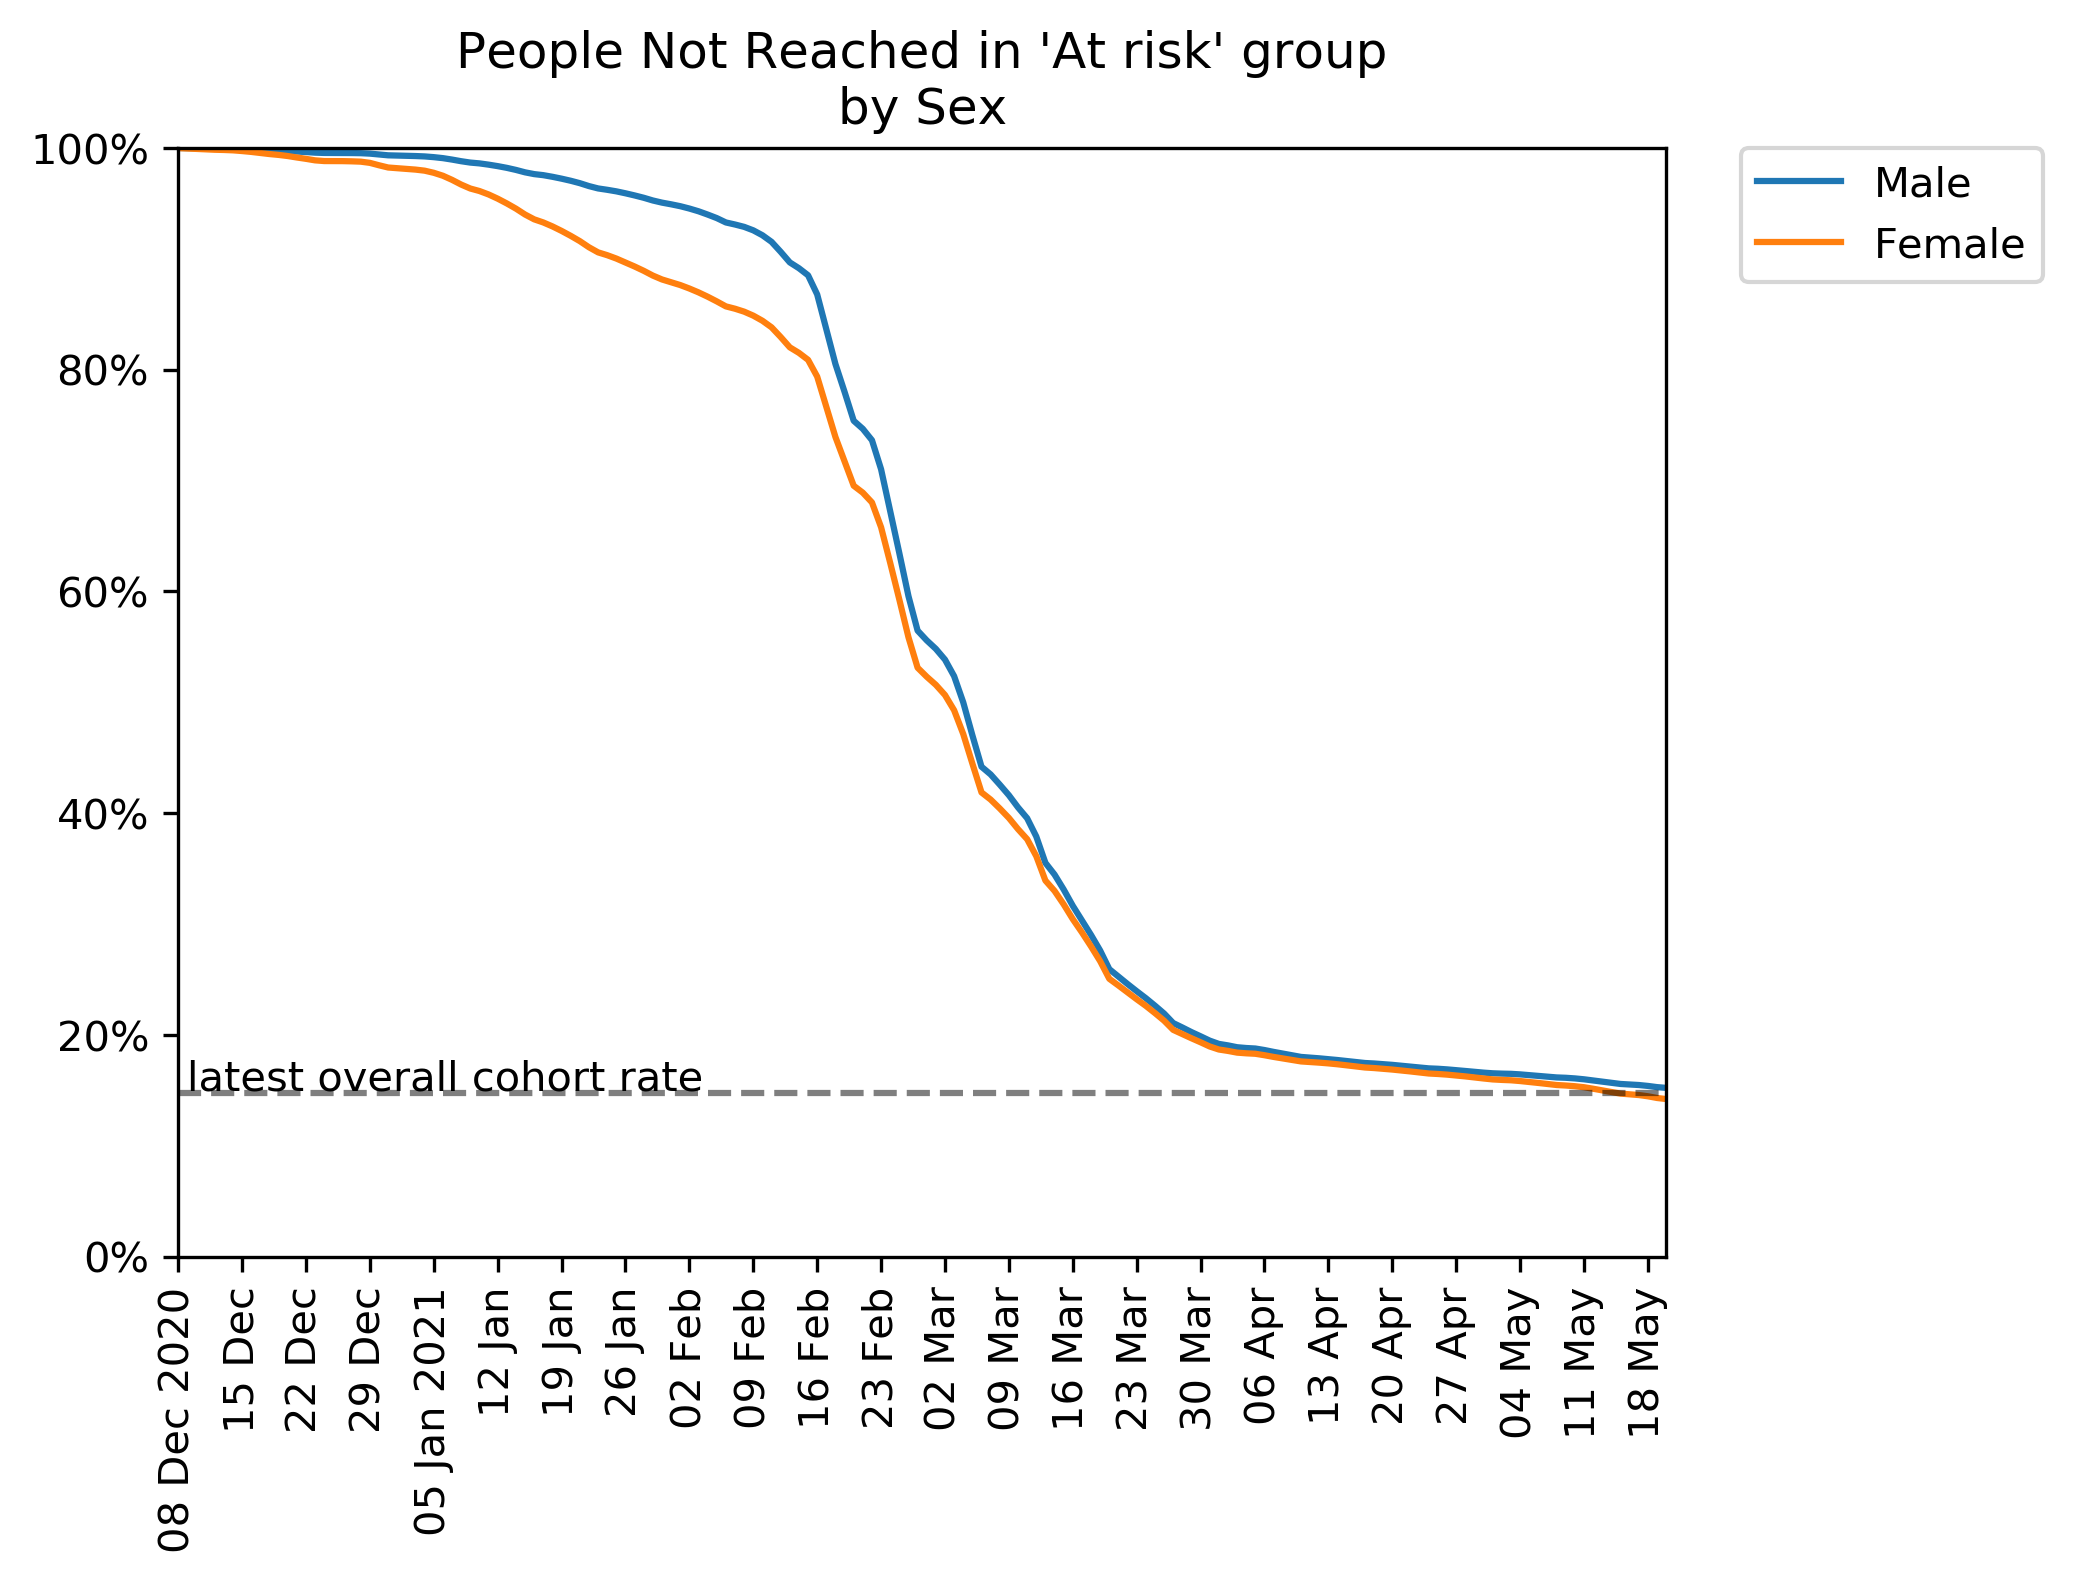 People Not Reached in 'At risk' group
by Sex
100%
80%
60%
40%
20%
0%
latest overall cohort rate
Male
Female
08 Dec 2020
15 Dec
22 Dec
29 Dec
05 Jan 2021
12 Jan
19 Jan
26 Jan
02 Feb
09 Feb
16 Feb
23 Feb
02 Mar
09 Mar
16 Mar
23 Mar
30 Mar
06 Apr
13 Apr
20 Apr
27 Apr
04 May
11 May
18 May